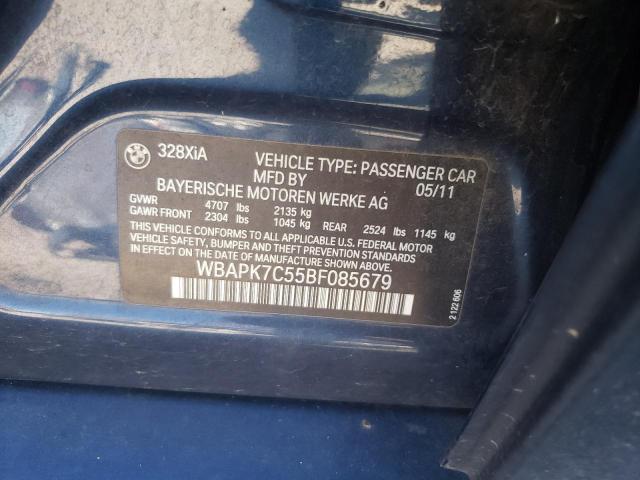 BMW
328XiA VEHICLE TYPE: PASSENGER CAR
MFD BY 05/11
BAYERISCHE MOTOREN WERKE AG
GVWR 4707 lbs 2135 kg
GAWR FRONT 2304 lbs 1045 kg REAR 2524 lbs 1145 kg
THIS VEHICLE CONFORMS TO ALL APPLICABLE U.S. FEDERAL MOTOR
VEHICLE SAFETY, BUMPER AND THEFT PREVENTION STANDARDS
IN EFFECT ON THE DATE OF MANUFACTURE SHOWN ABOVE.
WBAPK7C55BF085679
2 122 606